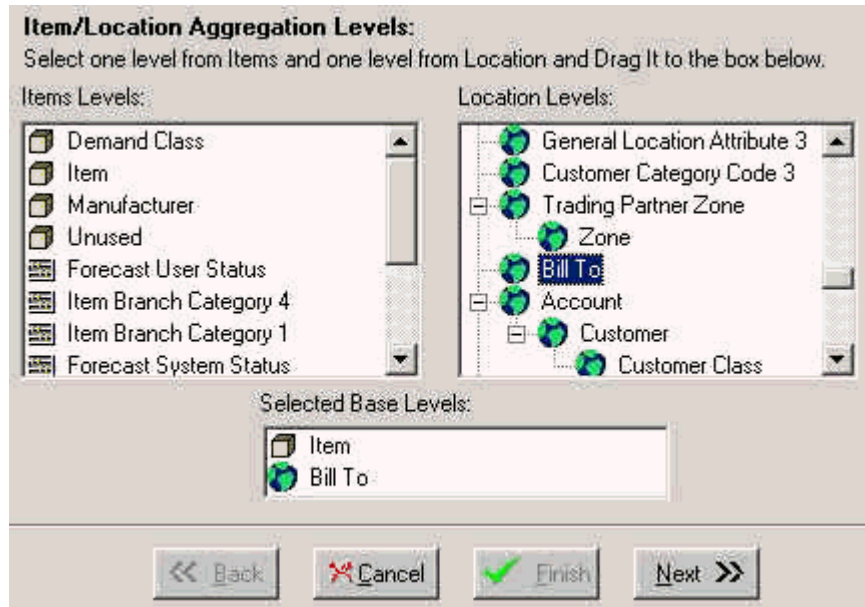 Item/Location Aggregation Levels:
Select one level from Items and one level from Location and Drag It to the box below.
Items Levels:
Demand Class
Item
Manufacturer
Unused
Forecast User Status
Item Branch Category 4
Item Branch Category 1
Forecast System Status
Location Levels:
General Location Attribute 3
Customer Category Code 3
Trading Partner Zone
Zone
Bill To
Account
Customer
Customer Class
Selected Base Levels:
Item
Bill To
Back
Cancel
Finish
Next